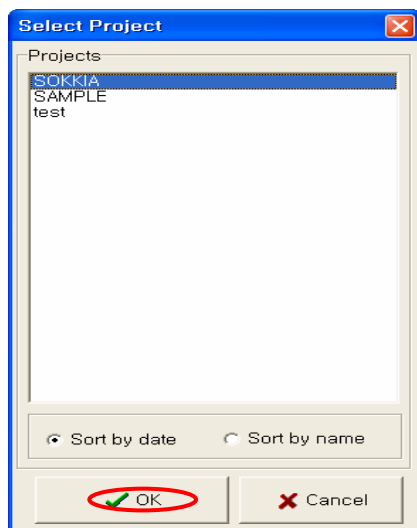 Select Project
Projects
SOKKIA
SAMPLE
test
Sort by date Sort by name
OK Cancel